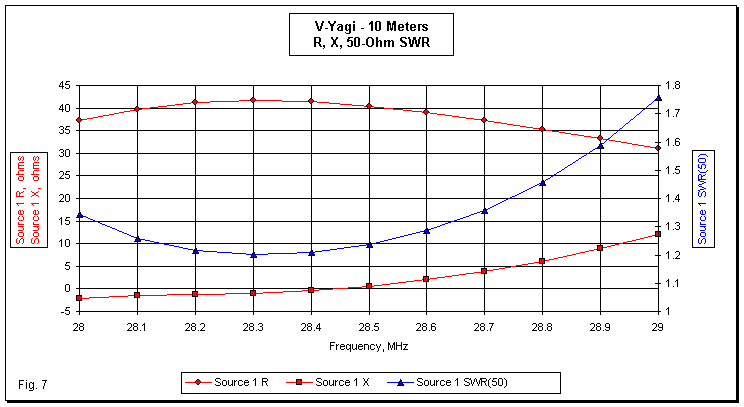 V-Yagi - 10 Meters
R, X, 50-Ohm SWR
Source 1 R, ohms
Source 1 X, ohms
45
40
35
30
25
20
15
10
5
0
-5
1.8
1.7
1.6
1.5
1.4
1.3
1.2
1.1
1
Source 1 SWR(50)
28 28.1 28.2 28.3 28.4 28.5 28.6 28.7 28.8 28.9 29
Frequency, MHz
Source 1 R Source 1 X Source 1 SWR(50)
Fig. 7